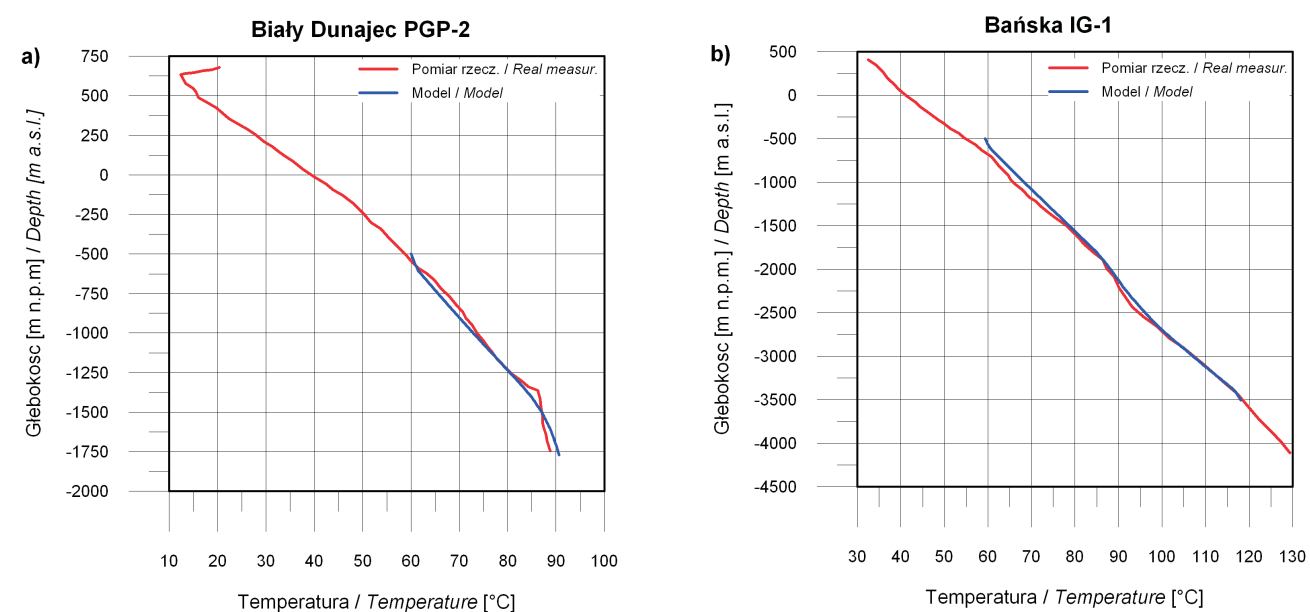 Biały Dunajec PGP-2
a)
Pomiar rzecz. / Real measur.
Model / Model
750
500
250
0
-250
-500
-750
-1000
-1250
-1500
-1750
-2000
Głebokosc [m n.p.m] / Depth [m a.s.l.]
10 20 30 40 50 60 70 80 90 100
Temperatura / Temperature [°C]
Bańska IG-1
b)
Pomiar rzecz. / Real measur.
Model / Model
500
0
-500
-1000
-1500
-2000
-2500
-3000
-3500
-4000
-4500
Głebokosc [m n.p.m.] / Depth [m a.s.l.]
30 40 50 60 70 80 90 100 110 120 130
Temperatura / Temperature [°C]